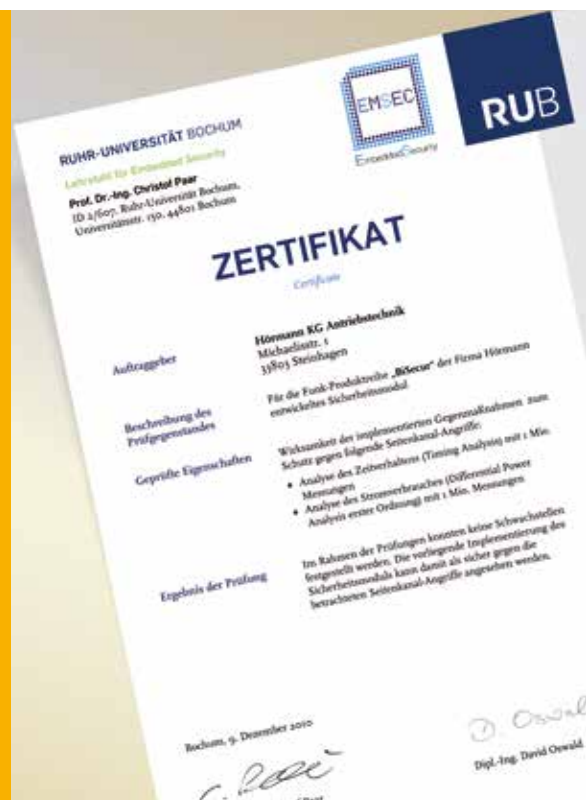 RUHR-UNIVERSITÄT BOCHUM
Lehrstuhl für Embedded Security
Prof. Dr.-Ing. Christof Paar
ID 2/607, Ruhr-Universität Bochum,
Universitätsstr. 150, 44801 Bochum
EMSEC
EmbeddedSecurity
RUB
ZERTIFIKAT
Certificate
Auftraggeber
Hörmann KG Antriebstechnik
Michaelisstr. 1
33803 Steinhagen
Beschreibung des
Prüfgegenstandes
Für die Funk-Produktreihe „BiSecur“ der Firma Hörmann
entwickeltes Sicherheitsmodul
Geprüfte Eigenschaften
Wirksamkeit der implementierten Gegenmaßnahmen zum
Schutz gegen folgende Seitenkanal-Angriffe:
• Analyse des Zeitverhaltens (Timing Analysis) mit 1 Mio.
Messungen
• Analyse des Stromverbrauches (Differential Power
Analysis erster Ordnung) mit 1 Mio. Messungen
Ergebnis der Prüfung
Im Rahmen der Prüfungen konnten keine Schwachstellen
festgestellt werden. Die vorliegende Implementierung des
Sicherheitsmoduls kann damit als sicher gegen die
betrachteten Seitenkanal-Angriffe angesehen werden.
Bochum, 9. Dezember 2010
D. Oswald
Dipl.-Ing. David Oswald